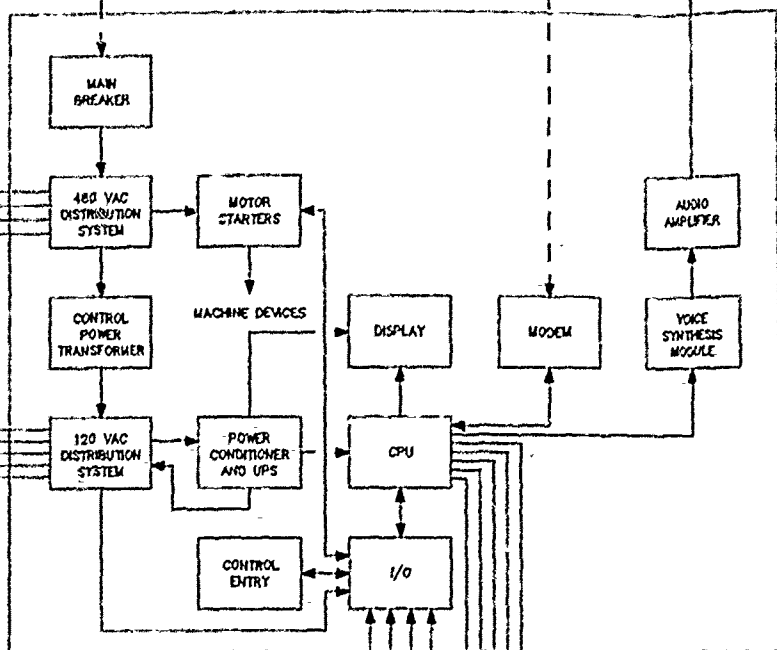 MAIN
BREAKER
480 VAC
DISTRIBUTION
SYSTEM
MOTOR
STARTERS
AUDIO
AMPLIFIER
MACHINE DEVICES
CONTROL
POWER
TRANSFORMER
DISPLAY
MODEM
VOICE
SYNTHESIS
MODULE
120 VAC
DISTRIBUTION
SYSTEM
POWER
CONDITIONER
AND UPS
CPU
CONTROL
ENTRY
I/O